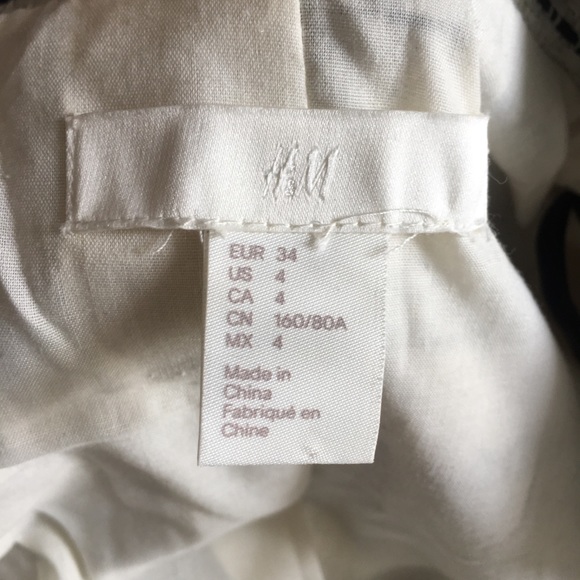 H&M
EUR 34
US 4
CA 4
CN 160/80A
MX 4
Made in
China
Fabriqué en
Chine